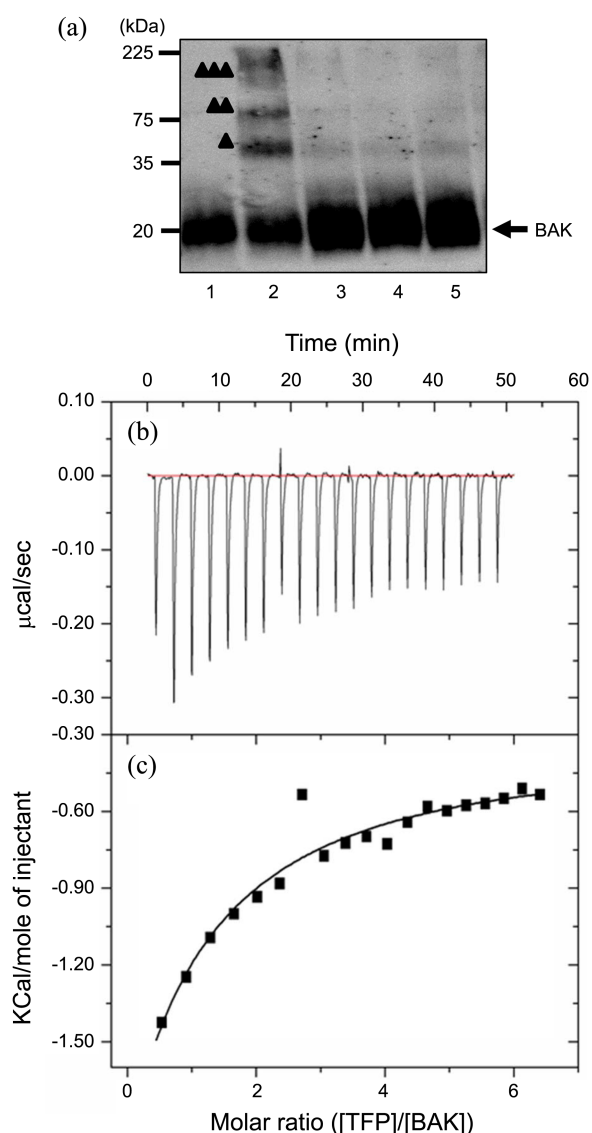 (a) (kDa)
225
75
35
20
BAK
1 2 3 4 5
Time (min)
0 10 20 30 40 50 60
(b)
0.10
0.00
-0.10
-0.20
-0.30
-0.30
µcal/sec
(c)
-0.60
-0.90
-1.20
-1.50
KCal/mole of injectant
0 2 4 6
Molar ratio ([TFP]/[BAK])